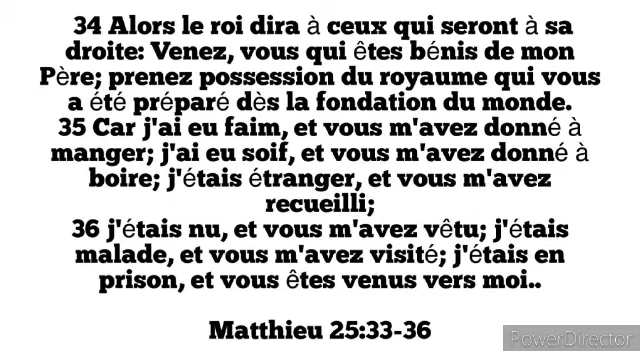 34 Alors le roi dira à ceux qui seront à sa
droite: Venez, vous qui êtes bénis de mon
Père; prenez possession du royaume qui vous
a été préparé dès la fondation du monde.
35 Car j'ai eu faim, et vous m'avez donné à
manger; j'ai eu soif, et vous m'avez donné à
boire; j'étais étranger, et vous m'avez
recueilli;
36 j'étais nu, et vous m'avez vêtu; j'étais
malade, et vous m'avez visité; j'étais en
prison, et vous êtes venus vers moi..
Matthieu 25:33-36
PowerDirector